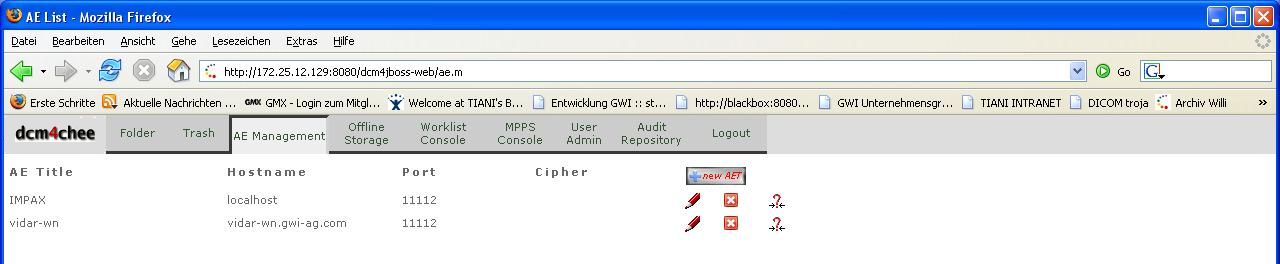 AE List - Mozilla Firefox
Datei Bearbeiten Ansicht Gehe Lesezeichen Extras Hilfe
http://172.25.12.129:8080/dcm4jboss-web/ae.m Go G
Erste Schritte Aktuelle Nachrichten ... GMX GMX - Login zum Mitgl... Welcome at TIANI's B... Entwicklung GWI :: st... http://blackbox:8080... GWI Unternehmensgr... TIANI INTRANET DICOM troja Archiv Willi »
dcm4chee Folder Trash AE Management Offline Storage Worklist Console MPPS Console User Admin Audit Repository Logout
AE Title Hostname Port Cipher new AET
IMPAX localhost 11112
vidar-wn vidar-wn.gwi-ag.com 11112